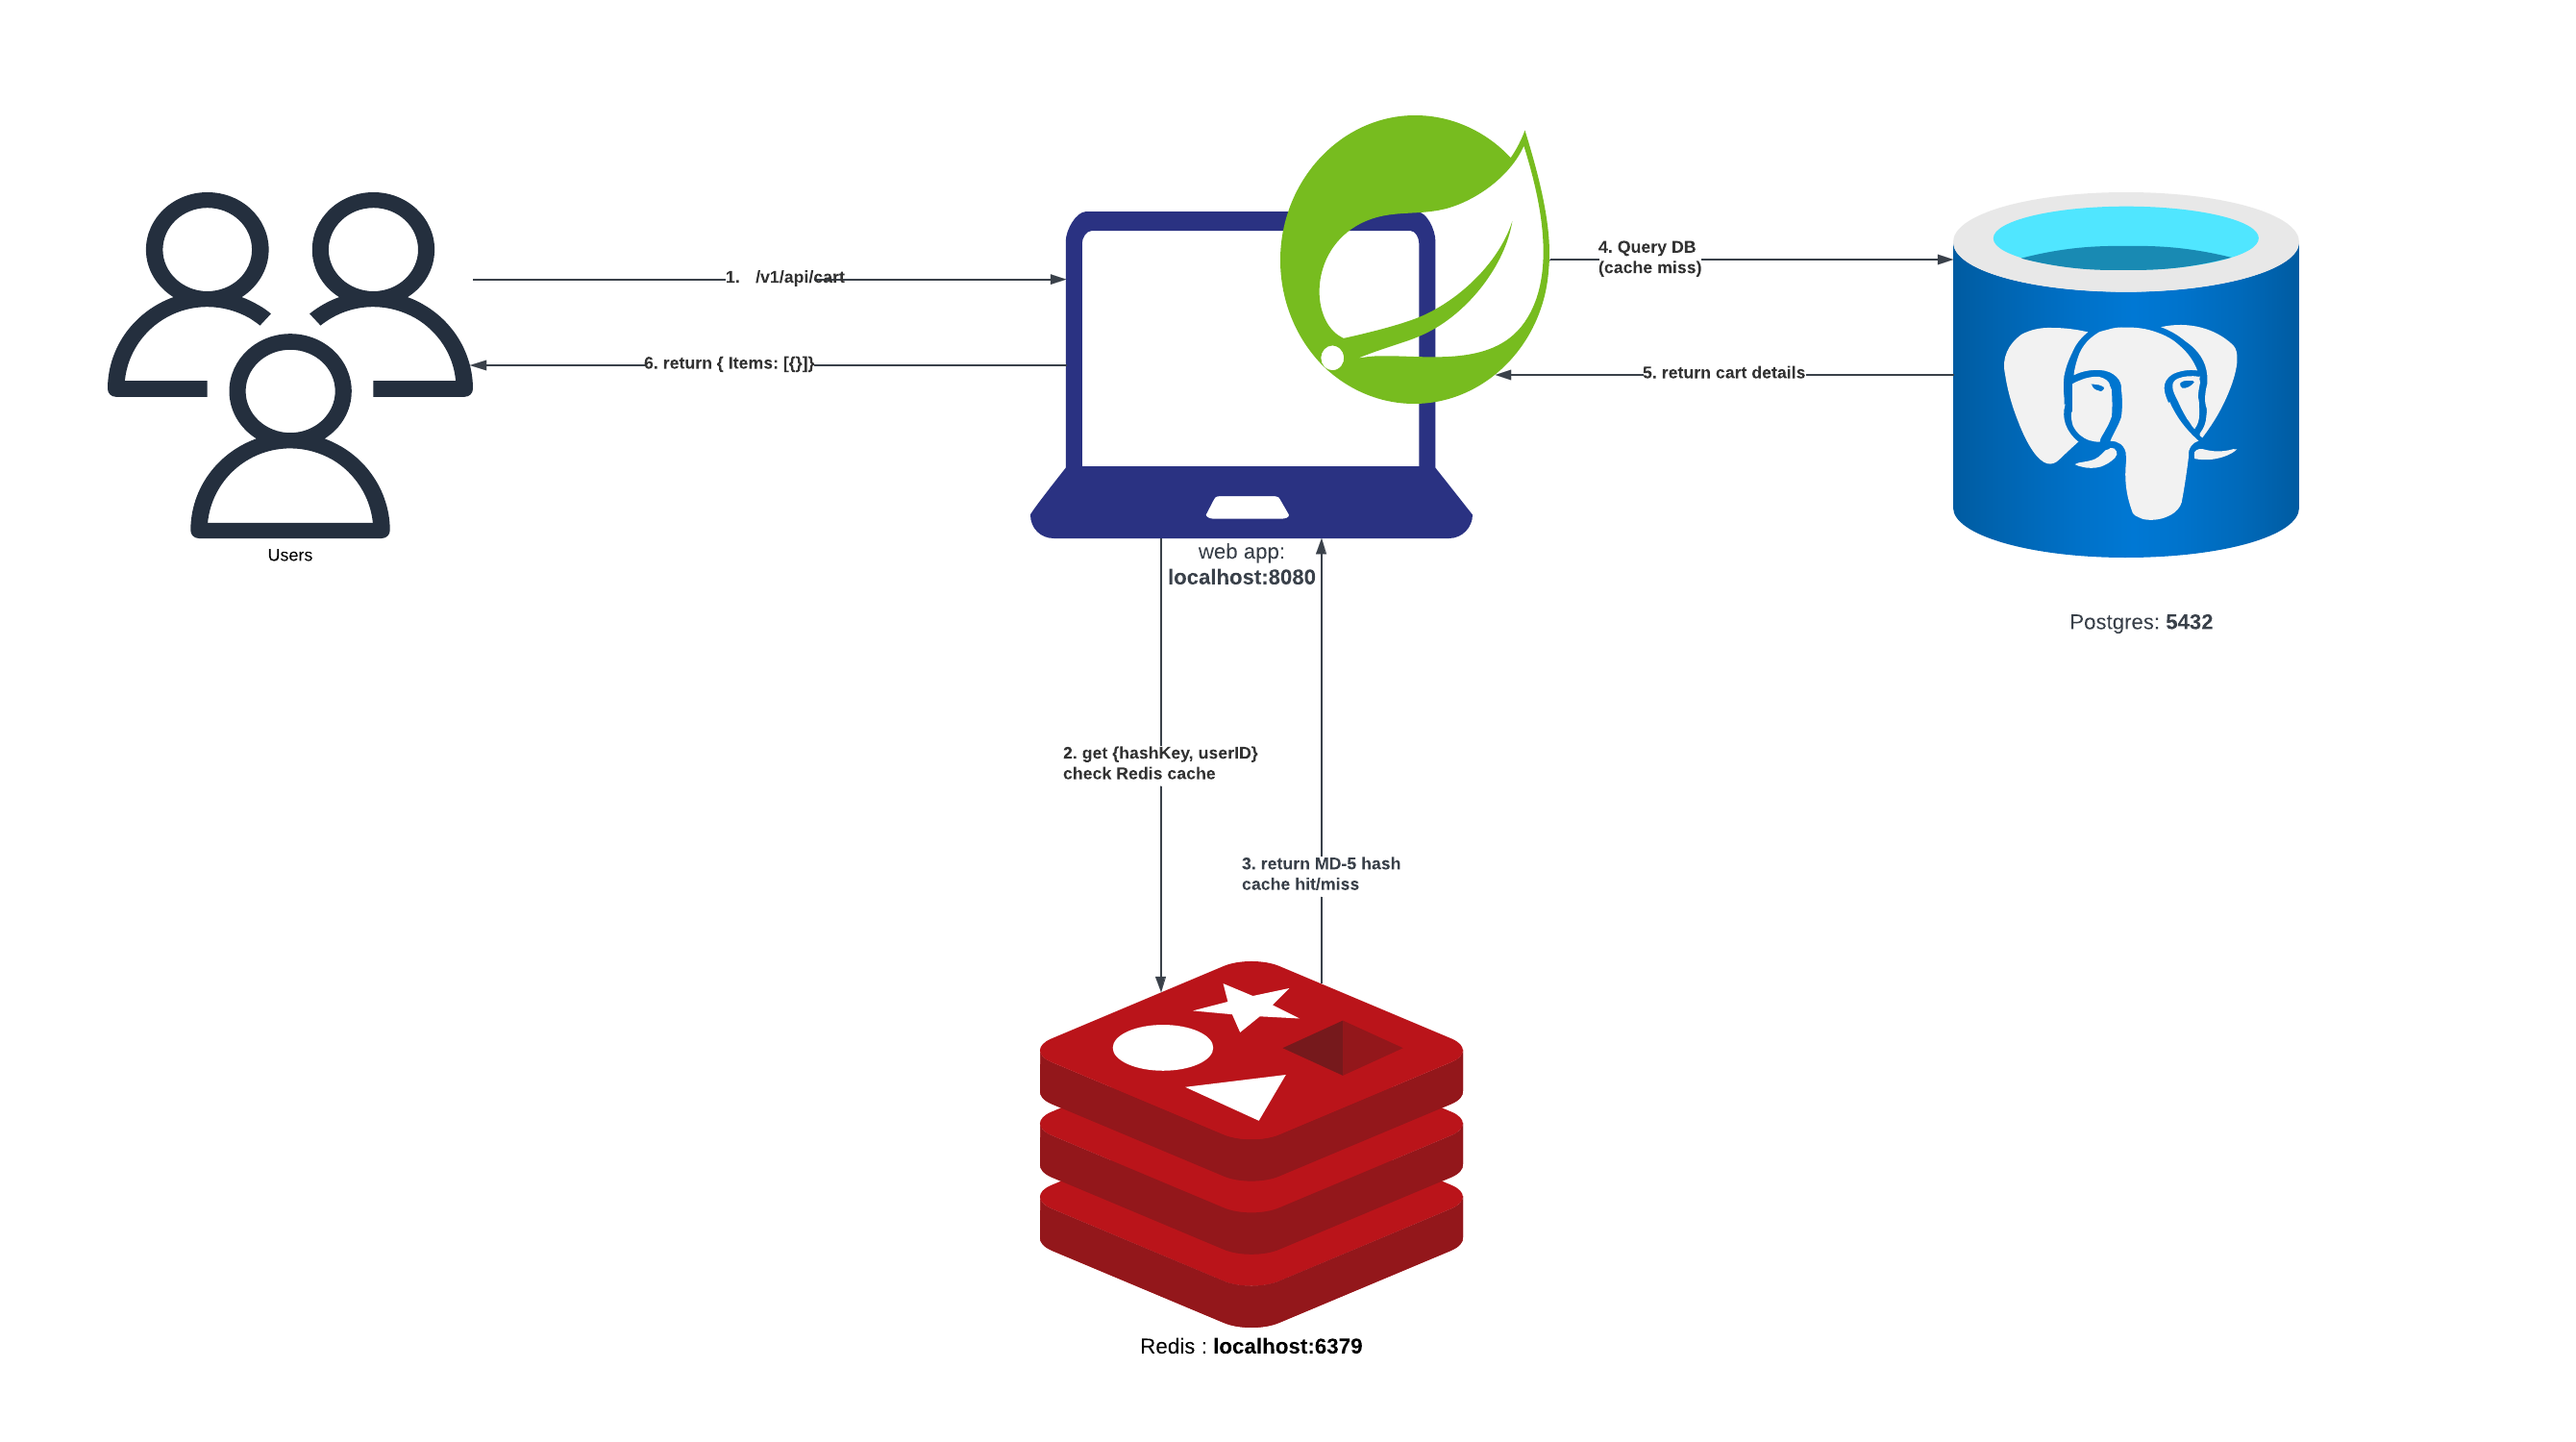 1. /v1/api/cart
4. Query DB
(cache miss)
6. return { Items: [{}]}
5. return cart details
Users
web app:
localhost:8080
Postgres: 5432
2. get {hashKey, userID}
check Redis cache
3. return MD-5 hash
cache hit/miss
Redis : localhost:6379